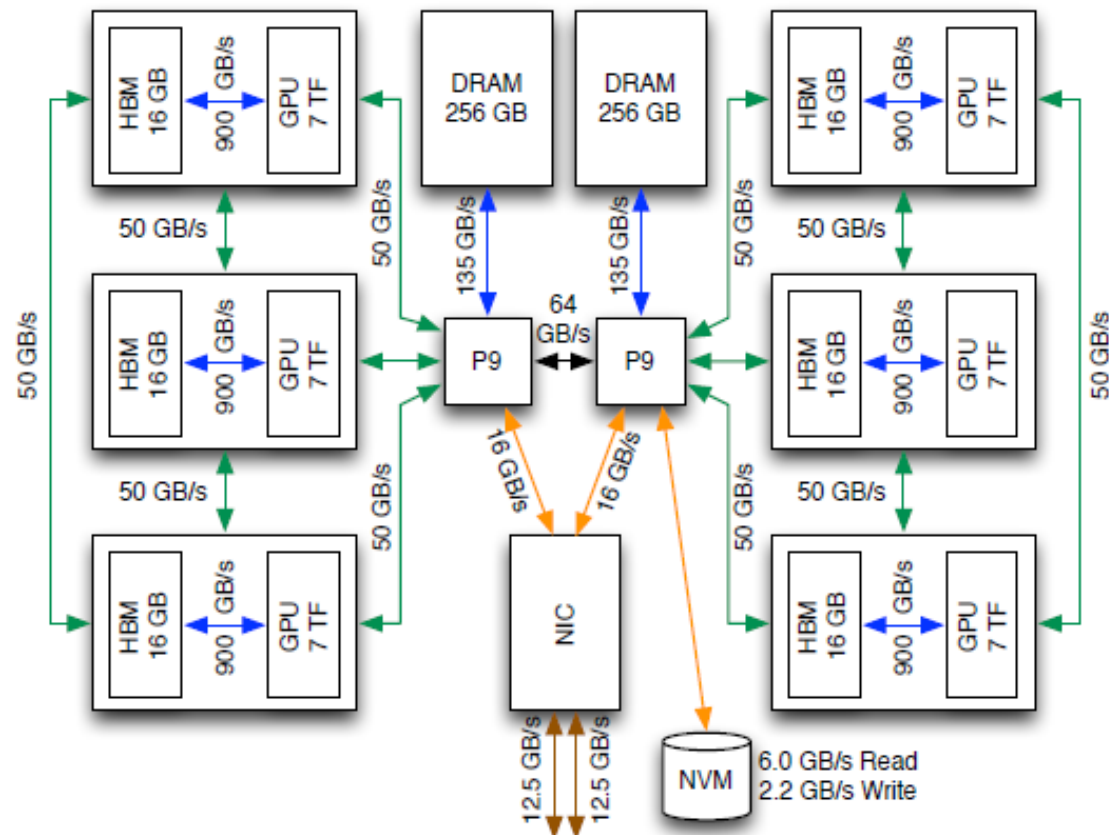 HBM
16 GB
900 GB/s
GPU
7 TF
DRAM
256 GB
DRAM
256 GB
HBM
16 GB
900 GB/s
GPU
7 TF
50 GB/s
50 GB/s
135 GB/s
135 GB/s
50 GB/s
50 GB/s
50 GB/s
HBM
16 GB
900 GB/s
GPU
7 TF
P9
64
GB/s
P9
HBM
16 GB
900 GB/s
GPU
7 TF
50 GB/s
50 GB/s
50 GB/s
16 GB/s
16 GB/s
50 GB/s
50 GB/s
HBM
16 GB
900 GB/s
GPU
7 TF
NIC
HBM
16 GB
900 GB/s
GPU
7 TF
12.5 GB/s
12.5 GB/s
NVM
6.0 GB/s Read
2.2 GB/s Write